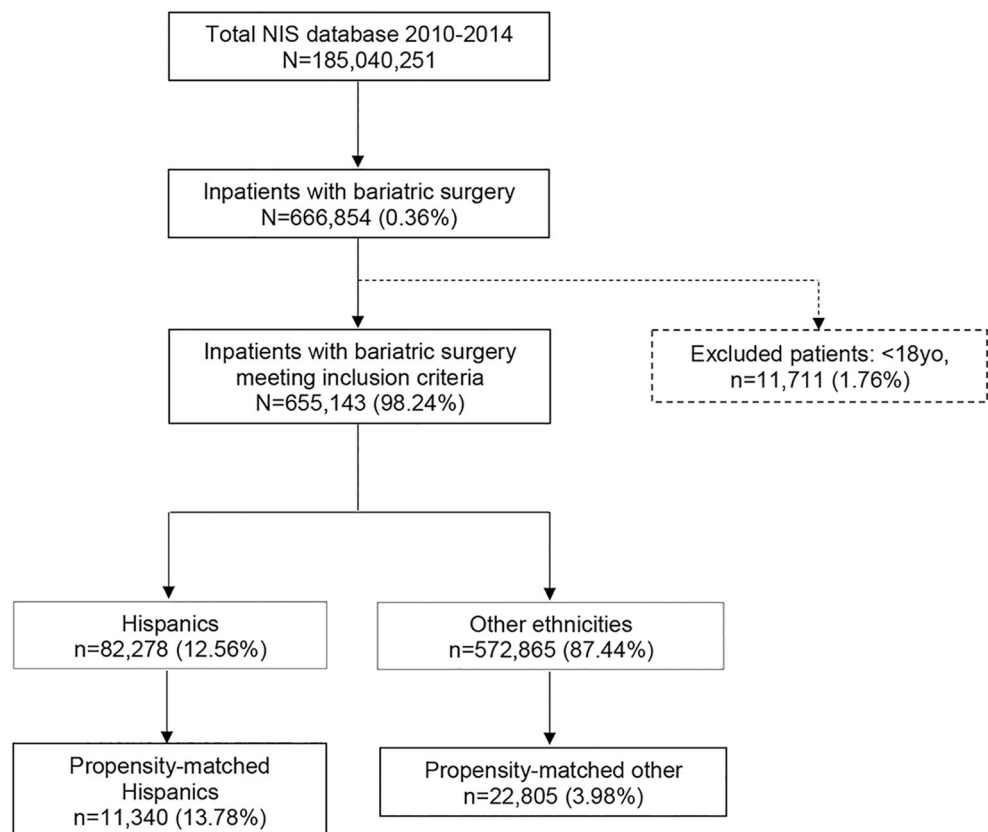 Total NIS database 2010-2014
N=185,040,251
Inpatients with bariatric surgery
N=666,854 (0.36%)
Inpatients with bariatric surgery
meeting inclusion criteria
N=655,143 (98.24%)
Excluded patients: <18yo,
n=11,711 (1.76%)
Hispanics
n=82,278 (12.56%)
Other ethnicities
n=572,865 (87.44%)
Propensity-matched
Hispanics
n=11,340 (13.78%)
Propensity-matched other
n=22,805 (3.98%)